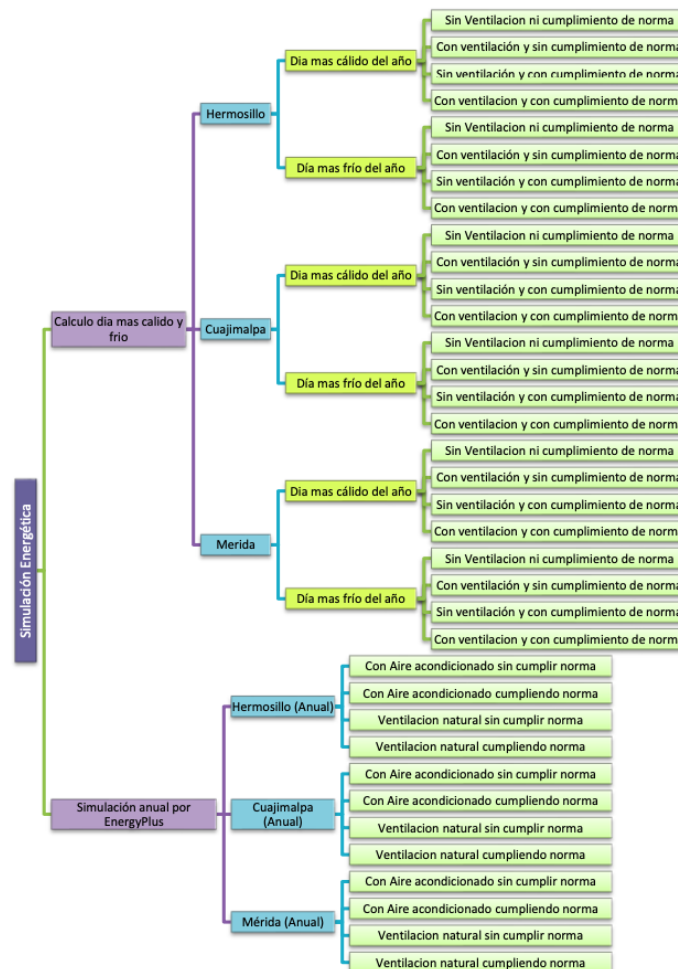 Simulación Energética
Calculo dia mas calido y
frio
Hermosillo
Dia mas cálido del año
Sin Ventilacion ni cumplimiento de norma
Con ventilación y sin cumplimiento de norma
Sin ventilación y con cumplimiento de norma
Con ventilacion y con cumplimiento de norma
Día mas frío del año
Sin Ventilacion ni cumplimiento de norma
Con ventilación y sin cumplimiento de norma
Sin ventilación y con cumplimiento de norma
Con ventilacion y con cumplimiento de norma
Cuajimalpa
Dia mas cálido del año
Sin Ventilacion ni cumplimiento de norma
Con ventilación y sin cumplimiento de norma
Sin ventilación y con cumplimiento de norma
Con ventilacion y con cumplimiento de norma
Día mas frío del año
Sin Ventilacion ni cumplimiento de norma
Con ventilación y sin cumplimiento de norma
Sin ventilación y con cumplimiento de norma
Con ventilacion y con cumplimiento de norma
Merida
Dia mas cálido del año
Sin Ventilacion ni cumplimiento de norma
Con ventilación y sin cumplimiento de norma
Sin ventilación y con cumplimiento de norma
Con ventilacion y con cumplimiento de norma
Día mas frío del año
Sin Ventilacion ni cumplimiento de norma
Con ventilación y sin cumplimiento de norma
Sin ventilación y con cumplimiento de norma
Con ventilacion y con cumplimiento de norma
Simulación anual por
EnergyPlus
Hermosillo (Anual)
Con Aire acondicionado sin cumplir norma
Con Aire acondicionado cumpliendo norma
Ventilacion natural sin cumplir norma
Ventilacion natural cumpliendo norma
Cuajimalpa
(Anual)
Con Aire acondicionado sin cumplir norma
Con Aire acondicionado cumpliendo norma
Ventilacion natural sin cumplir norma
Ventilacion natural cumpliendo norma
Mérida (Anual)
Con Aire acondicionado sin cumplir norma
Con Aire acondicionado cumpliendo norma
Ventilacion natural sin cumplir norma
Ventilacion natural cumpliendo norma